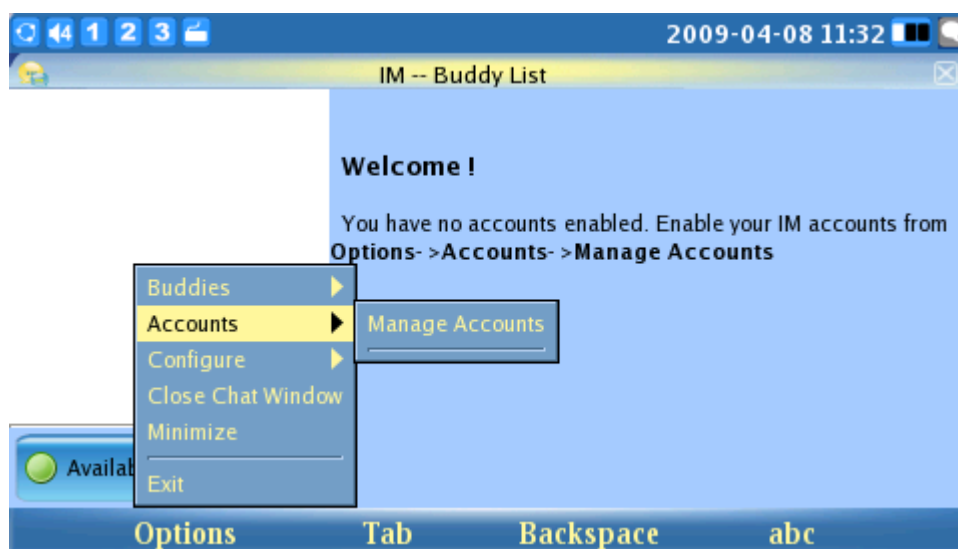 1 2 3 2009-04-08 11:32
IM -- Buddy List
Welcome !
You have no accounts enabled. Enable your IM accounts from
Options- >Accounts- >Manage Accounts
Buddies
Accounts
Manage Accounts
Configure
Close Chat Window
Minimize
Exit
Options Tab Backspace abc